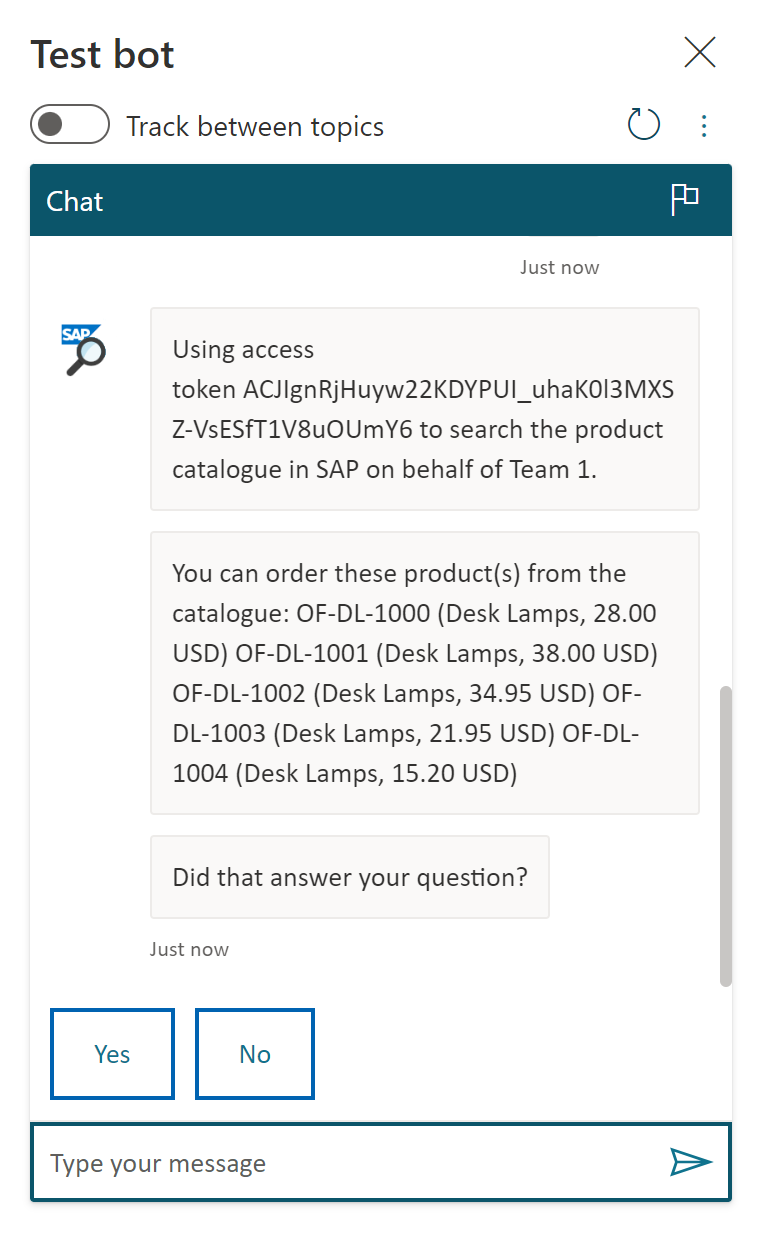 Test bot
Track between topics
Chat
Just now
SAP
Using access
token ACJIgnRjHuyw22KDYPUI_uhaK0l3MXS
Z-VsESfT1V8uOUmY6 to search the product
catalogue in SAP on behalf of Team 1.
You can order these product(s) from the
catalogue: OF-DL-1000 (Desk Lamps, 28.00
USD) OF-DL-1001 (Desk Lamps, 38.00 USD)
OF-DL-1002 (Desk Lamps, 34.95 USD) OF-
DL-1003 (Desk Lamps, 21.95 USD) OF-DL-
1004 (Desk Lamps, 15.20 USD)
Did that answer your question?
Just now
Yes
No
Type your message